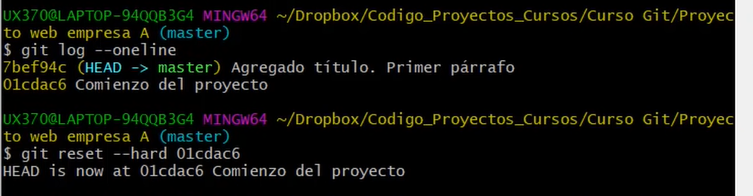 UX370@LAPTOP-94QQB3G4 MINGW64 ~/Dropbox/Codigo_Proyectos_Cursos/Curso Git/Proyec
to web empresa A (master)
$ git log --oneline
7bef94c (HEAD -> master) Agregado título. Primer párrafo
01cdac6 Comienzo del proyecto
UX370@LAPTOP-94QQB3G4 MINGW64 ~/Dropbox/Codigo_Proyectos_Cursos/Curso Git/Proyec
to web empresa A (master)
$ git reset --hard 01cdac6
HEAD is now at 01cdac6 Comienzo del proyecto